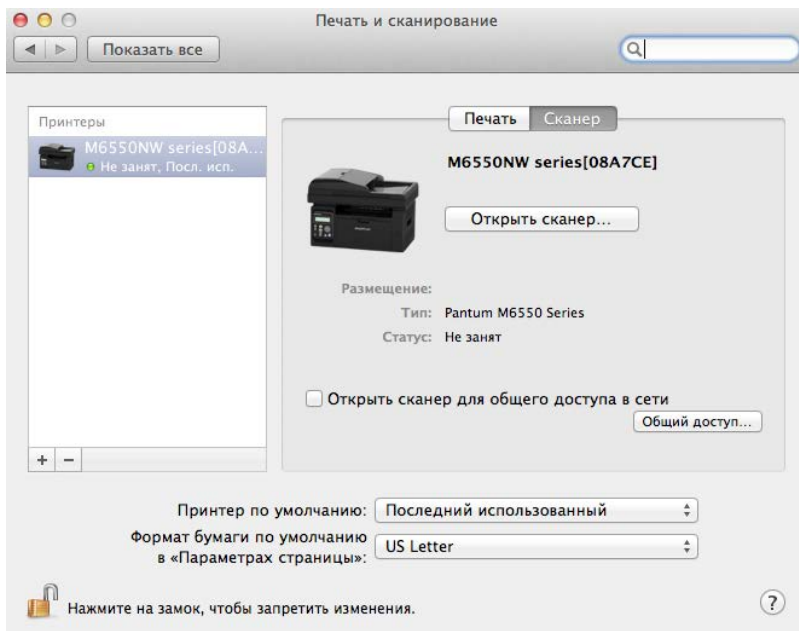 Печать и сканирование
Показать все
Принтеры
M6550NW series[08A...
Не занят, Посл. исп.
Печать
Сканер
M6550NW series[08A7CE]
Открыть сканер...
Размещение:
Тип: Pantum M6550 Series
Статус: Не занят
Открыть сканер для общего доступа в сети
Общий доступ...
+ −
Принтер по умолчанию: Последний использованный
Формат бумаги по умолчанию
в «Параметрах страницы»: US Letter
Нажмите на замок, чтобы запретить изменения.
?